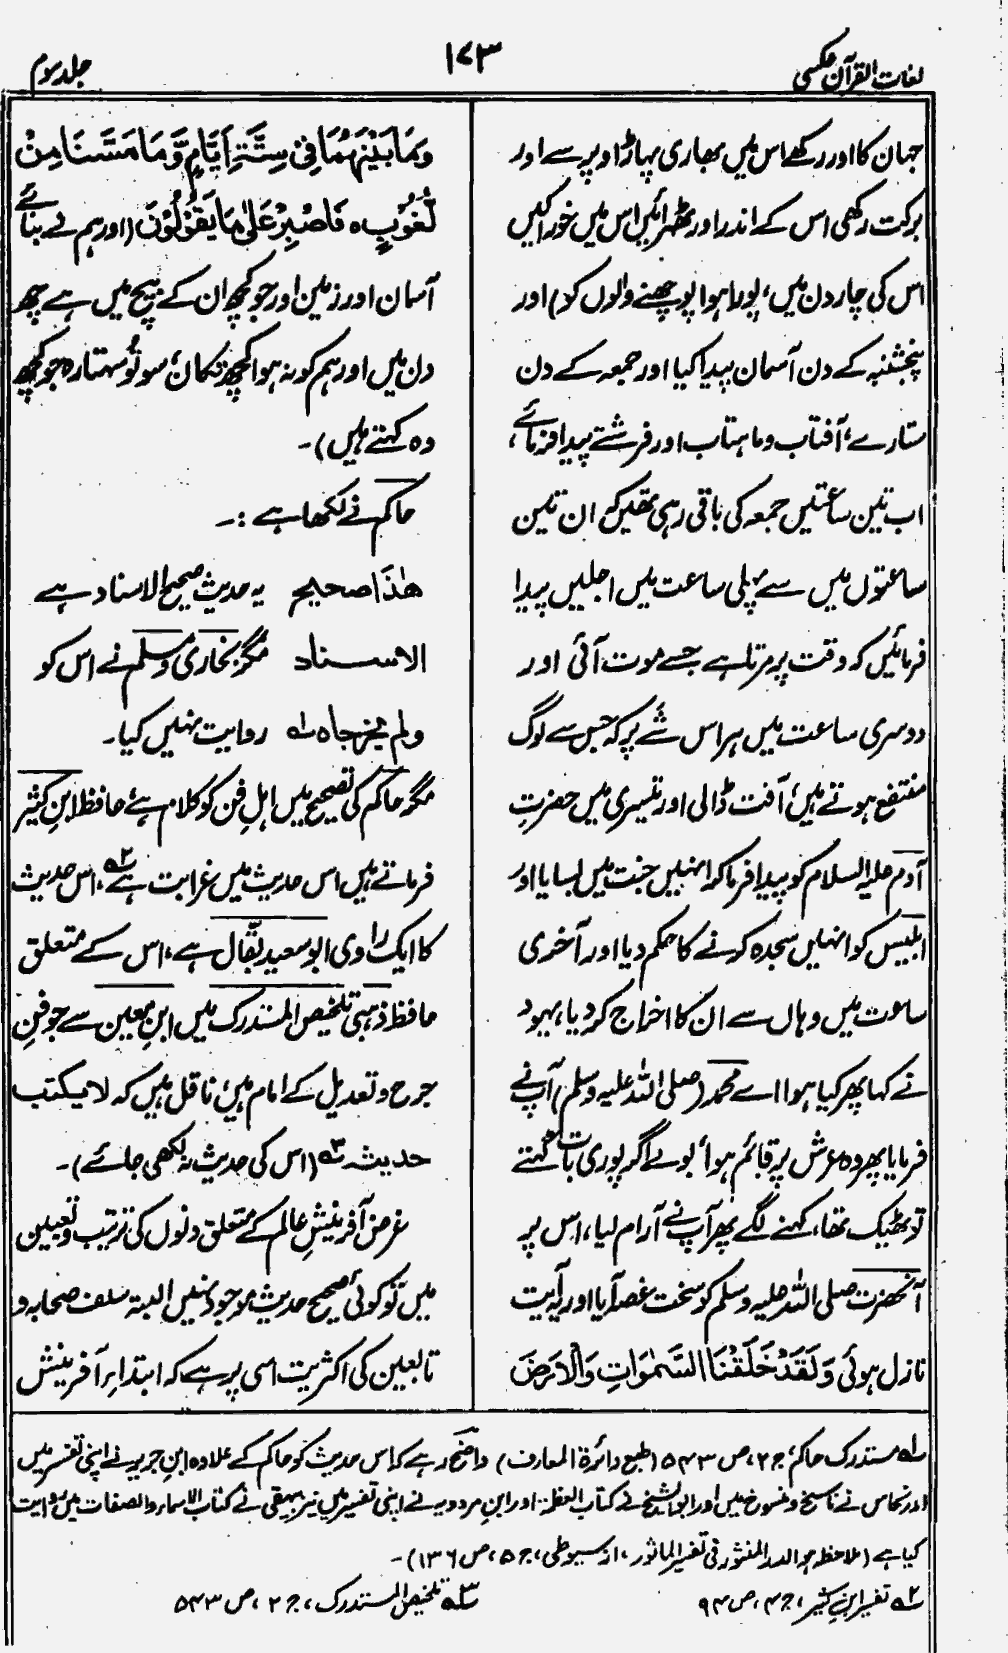 لغات القرآن عکسی
۱۷۳
جلد سوم
جہان کا اور رکھے اس میں بھاری پہاڑ اوپر سے اور
برکت رکھی اس کے اندر اور ٹھہرائیں اس میں خوراکیں
اس کی چار دن میں، پورا ہوا پوچھنے والوں کو) اور
پنجشنبہ کے دن آسمان پیدا کیا اور جمعہ کے دن
ستارے، آفتاب و ماہتاب اور فرشتے پیدا فرمائے،
اب تین ساعتیں جمعہ کی باقی رہی تھیں کہ ان تین
ساعتوں میں سے پہلی ساعت میں اجلیں پیدا
فرمائیں کہ وقت پر مرتا ہے جسے موت آئی اور
دوسری ساعت میں ہر اس شے پر کہ جس سے لوگ
منتفع ہوتے ہیں، آفت ڈالی اور تیسری میں حضرتِ
آدم علیہ السلام کو پیدا فرما کہ انہیں جنت میں بسایا اور
ابلیس کو انہیں سجدہ کرنے کا حکم دیا اور آخری
ساعت میں وہاں سے ان کا اخراج کر دیا، یہود
نے کہا پھر کیا ہوا اے محمد (صلی اللہ علیہ وسلم) آپ نے
فرمایا پھر وہ عرش پر قائم ہوا، بولے اگر پوری بات کہتے
تو ٹھیک تھا، کہنے لگے پھر آپ نے آرام لیا، اس پر
آنحضرت صلی اللہ علیہ وسلم کو سخت غصہ آیا اور یہ آیت
نازل ہوئی وَلَقَدْ خَلَقْنَا السَّمٰوَاتِ وَالْاَرْضَ
وَمَا بَيْنَهُمَا فِيْ سِتَّةِ اَيَّامٍ وَّمَا مَسَّنَا مِنْ
لُّغُوْبٍ ہ فَاصْبِرْ عَلٰى مَا يَقُوْلُوْنَ (اور ہم نے بنائے
آسمان اور زمین اور جو کچھ ان کے بیچ میں ہے چھ
دن میں اور ہم کو نہ ہوا کچھ تکان، سو تُو سہتا رہ جو کچھ
وہ کہتے ہیں)۔
حاکم نے لکھا ہے :۔
ھٰذا صحیح یہ حدیث صحیح الاسناد ہے
الاسناد مگر بخاری و مسلم نے اس کو
ولم یخرجاہ ۱ روایت نہیں کیا۔
مگر حاکم کی تصحیح میں اہلِ فن کو کلام ہے، حافظ ابنِ کثیر
فرماتے ہیں اس حدیث میں غرابت ہے ۲، اس حدیث
کا ایک راوی ابو سعید بقّال ہے، اس کے متعلق
حافظ ذہبی تلخیص المستدرک میں ابنِ معین سے جو فنِ
جرح و تعدیل کے امام ہیں، ناقل ہیں کہ لا یکتب
حدیثہ ۳ (اس کی حدیث نہ لکھی جائے)۔
غرض آفرینشِ عالم کے متعلق دنوں کی ترتیب و تعیین
میں تو کوئی صحیح حدیث موجود نہیں البتہ سلف صحابہ و
تابعین کی اکثریت اسی پر ہے کہ ابتداءِ آفرینش
۱ مستدرک حاکم، ج ۲، ص ۵۴۳ (طبع دائرۃ المعارف) واضح رہے کہ اس حدیث کو حاکم کے علاوہ ابنِ جریر نے اپنی تفسیر میں
اور نحاس نے ناسخ و منسوخ میں اور ابوالشیخ نے کتاب العظمۃ اور ابنِ مردویہ نے اپنی تفسیر میں نیز بیہقی نے کتاب الاسماء والصفات میں روایت
کیا ہے (ملاحظہ ہو الدر المنثور فی تفسیر الماثور، از سیوطی، ج ۵، ص ۱۳۶)۔
۲ تفسیر ابنِ کثیر، ج ۴، ص ۹۴
۳ تلخیص المستدرک، ج ۲، ص ۵۴۳